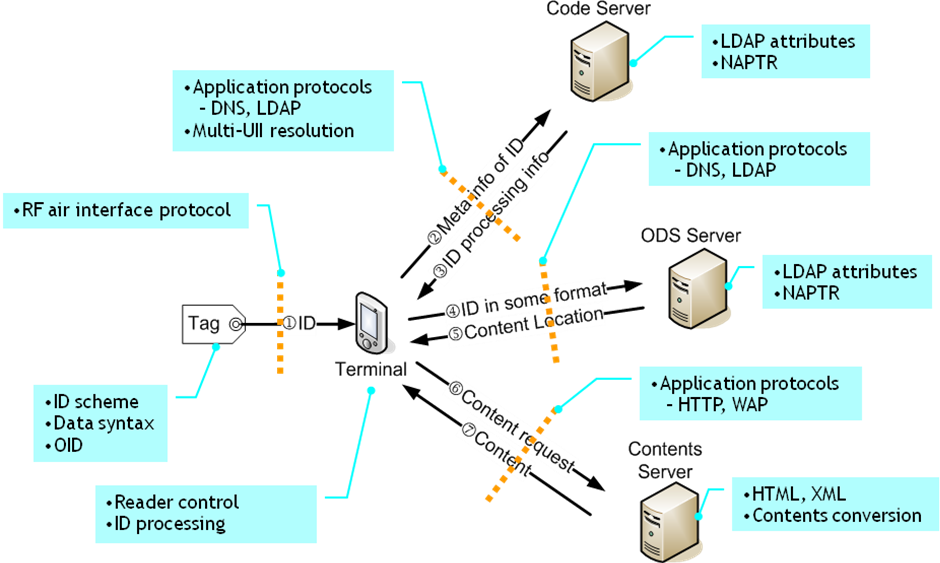 Code Server
•LDAP attributes
•NAPTR
•Application protocols
- DNS, LDAP
•Multi-UII resolution
•Application protocols
- DNS, LDAP
•RF air interface protocol
②Meta info of ID
③ID processing info
ODS Server
•LDAP attributes
•NAPTR
Tag
①ID
④ID in some format
⑤Content Location
Terminal
•ID scheme
•Data syntax
•OID
⑥Content request
⑦Content
•Application protocols
- HTTP, WAP
•Reader control
•ID processing
Contents
Server
•HTML, XML
•Contents conversion